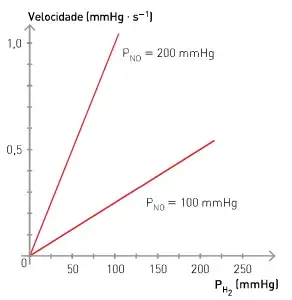 Velocidade (mmHg · s⁻¹)
1,0
P_NO = 200 mmHg
0,5
P_NO = 100 mmHg
0 50 100 150 200 250
P_H₂ (mmHg)